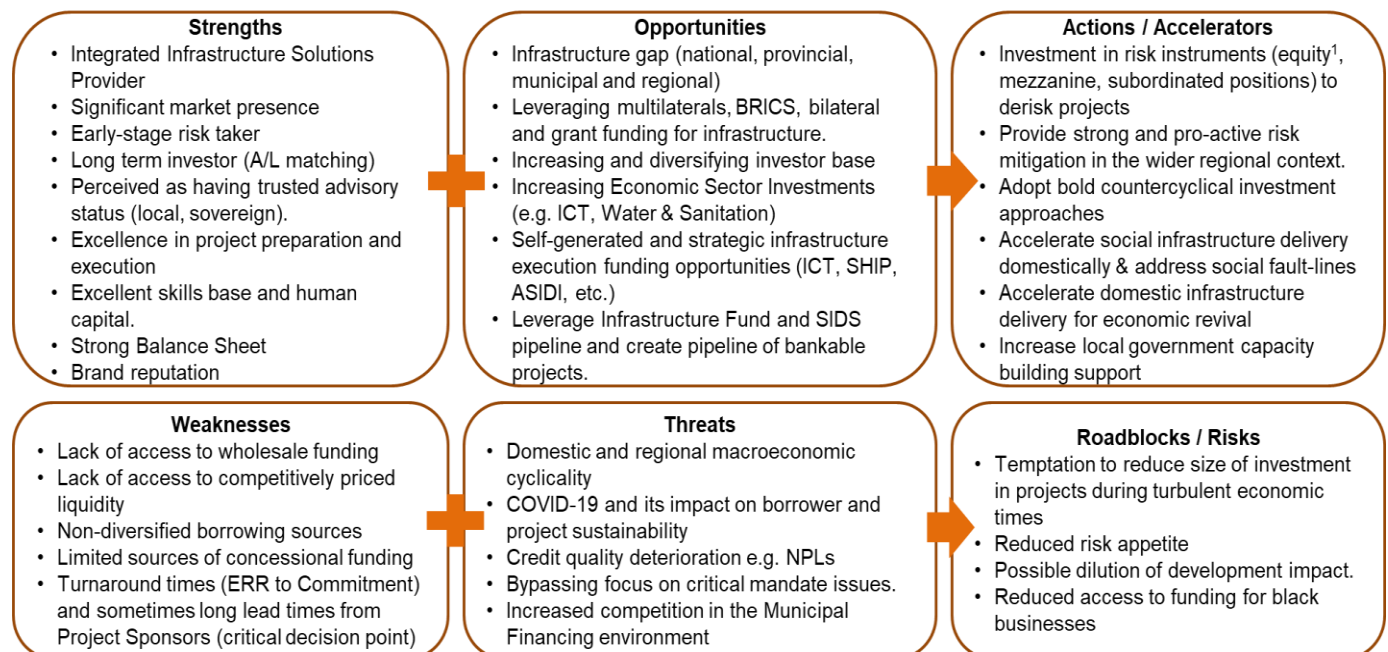 Strengths
• Integrated Infrastructure Solutions
Provider
• Significant market presence
• Early-stage risk taker
• Long term investor (A/L matching)
• Perceived as having trusted advisory
status (local, sovereign).
• Excellence in project preparation and
execution
• Excellent skills base and human
capital.
• Strong Balance Sheet
• Brand reputation
Opportunities
• Infrastructure gap (national, provincial,
municipal and regional)
• Leveraging multilaterals, BRICS, bilateral
and grant funding for infrastructure.
• Increasing and diversifying investor base
• Increasing Economic Sector Investments
(e.g. ICT, Water & Sanitation)
• Self-generated and strategic infrastructure
execution funding opportunities (ICT, SHIP,
ASIDI, etc.)
• Leverage Infrastructure Fund and SIDS
pipeline and create pipeline of bankable
projects.
Actions / Accelerators
• Investment in risk instruments (equity¹,
mezzanine, subordinated positions) to
derisk projects
• Provide strong and pro-active risk
mitigation in the wider regional context.
• Adopt bold countercyclical investment
approaches
• Accelerate social infrastructure delivery
domestically & address social fault-lines
• Accelerate domestic infrastructure
delivery for economic revival
• Increase local government capacity
building support
Weaknesses
• Lack of access to wholesale funding
• Lack of access to competitively priced
liquidity
• Non-diversified borrowing sources
• Limited sources of concessional funding
• Turnaround times (ERR to Commitment)
and sometimes long lead times from
Project Sponsors (critical decision point)
Threats
• Domestic and regional macroeconomic
cyclicality
• COVID-19 and its impact on borrower and
project sustainability
• Credit quality deterioration e.g. NPLs
• Bypassing focus on critical mandate issues.
• Increased competition in the Municipal
Financing environment
Roadblocks / Risks
• Temptation to reduce size of investment
in projects during turbulent economic
times
• Reduced risk appetite
• Possible dilution of development impact.
• Reduced access to funding for black
businesses